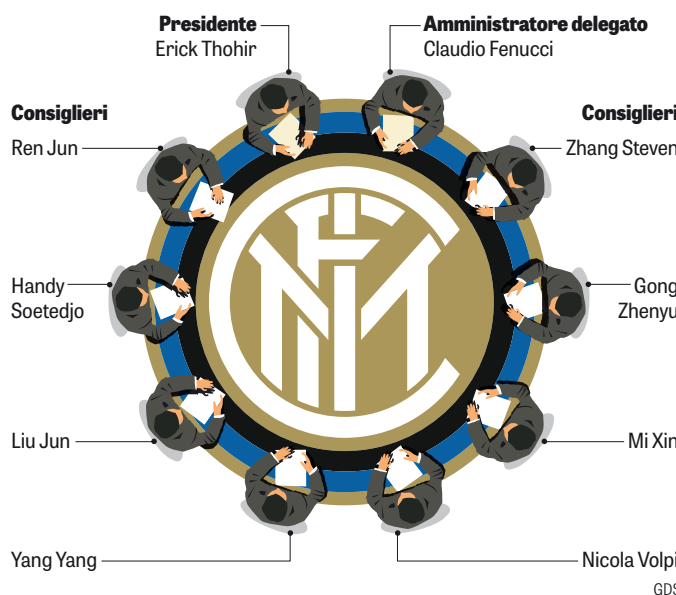 Presidente
Erick Thohir
Amministratore delegato
Claudio Fenucci
Consiglieri
Ren Jun
Handy
Soetedjo
Liu Jun
Yang Yang
Consiglieri
Zhang Steven
Gong
Zhenyu
Mi Xin
Nicola Volpi
GDS